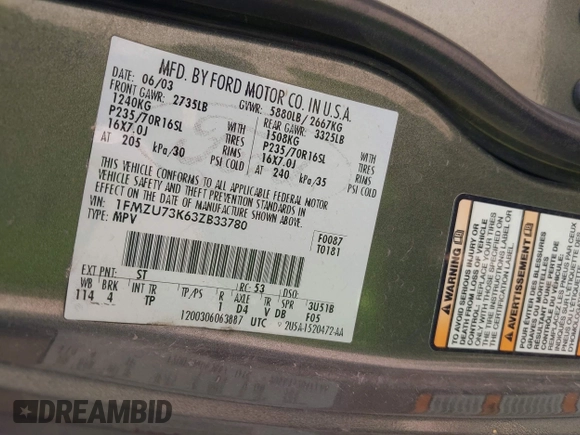 MFD. BY FORD MOTOR CO. IN U.S.A.
DATE: 06/03 GVWR: 5880LB / 2667KG
FRONT GAWR: 2735LB REAR GAWR: 3325LB
1240KG WITH 1508KG WITH
P235/70R16SL TIRES P235/70R16SL TIRES
16X7.0J RIMS 16X7.0J RIMS
AT 205 kPa/30 PSI COLD AT 240 kPa/35 PSI COLD
THIS VEHICLE CONFORMS TO ALL APPLICABLE FEDERAL MOTOR
VEHICLE SAFETY AND THEFT PREVENTION STANDARDS IN
EFFECT ON THE DATE OF MANUFACTURE SHOWN ABOVE.
VIN: 1FMZU73K63ZB33780
TYPE: MPV
F0087
T0181
EXT PNT: ST RC: 53 DSO:
WB BRK INT TR TP/PS R AXLE TR SPR 3U51B
114 4 TP D4 V DB F05
1200306063887 UTC 2U5A-1520472-AA
WARNING
AVERTISSEMENT
DREAMBID